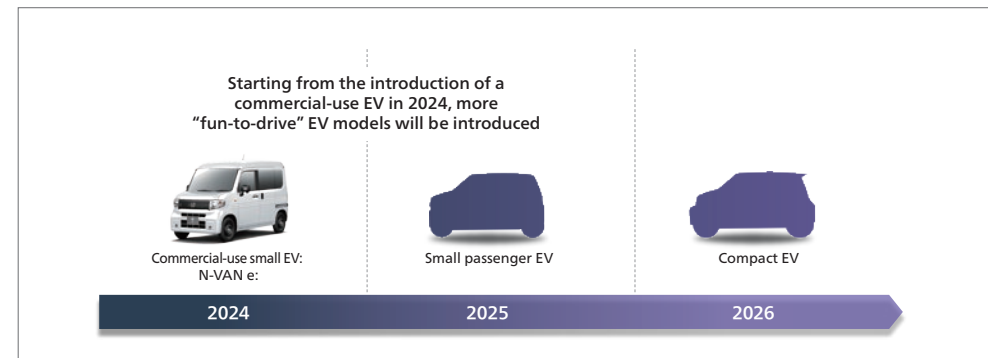 Starting from the introduction of a
commercial-use EV in 2024, more
“fun-to-drive” EV models will be introduced
Commercial-use small EV:
N-VAN e:
Small passenger EV
Compact EV
2024
2025
2026